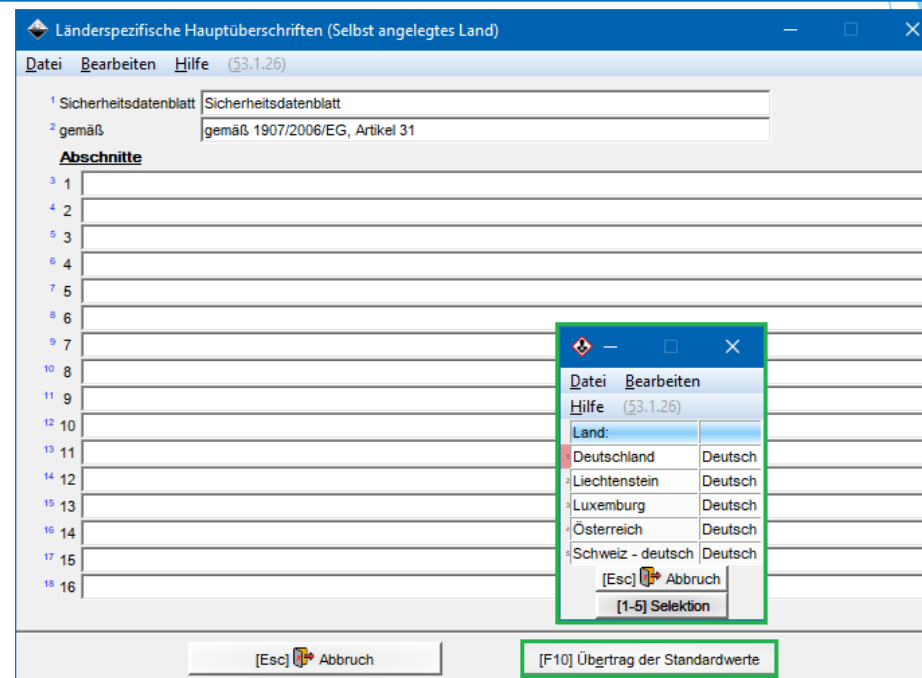 Länderspezifische Hauptüberschriften (Selbst angelegtes Land)
Datei Bearbeiten Hilfe (53.1.26)
1 Sicherheitsdatenblatt Sicherheitsdatenblatt
2 gemäß gemäß 1907/2006/EG, Artikel 31
Abschnitte
3 1
4 2
5 3
6 4
7 5
8 6
9 7
10 8
11 9
12 10
13 11
14 12
15 13
16 14
17 15
18 16
Datei Bearbeiten
Hilfe (53.1.26)
Land:
1 Deutschland Deutsch
2 Liechtenstein Deutsch
3 Luxemburg Deutsch
4 Österreich Deutsch
5 Schweiz - deutsch Deutsch
[Esc] Abbruch
[1-5] Selektion
[Esc] Abbruch [F10] Übertrag der Standardwerte